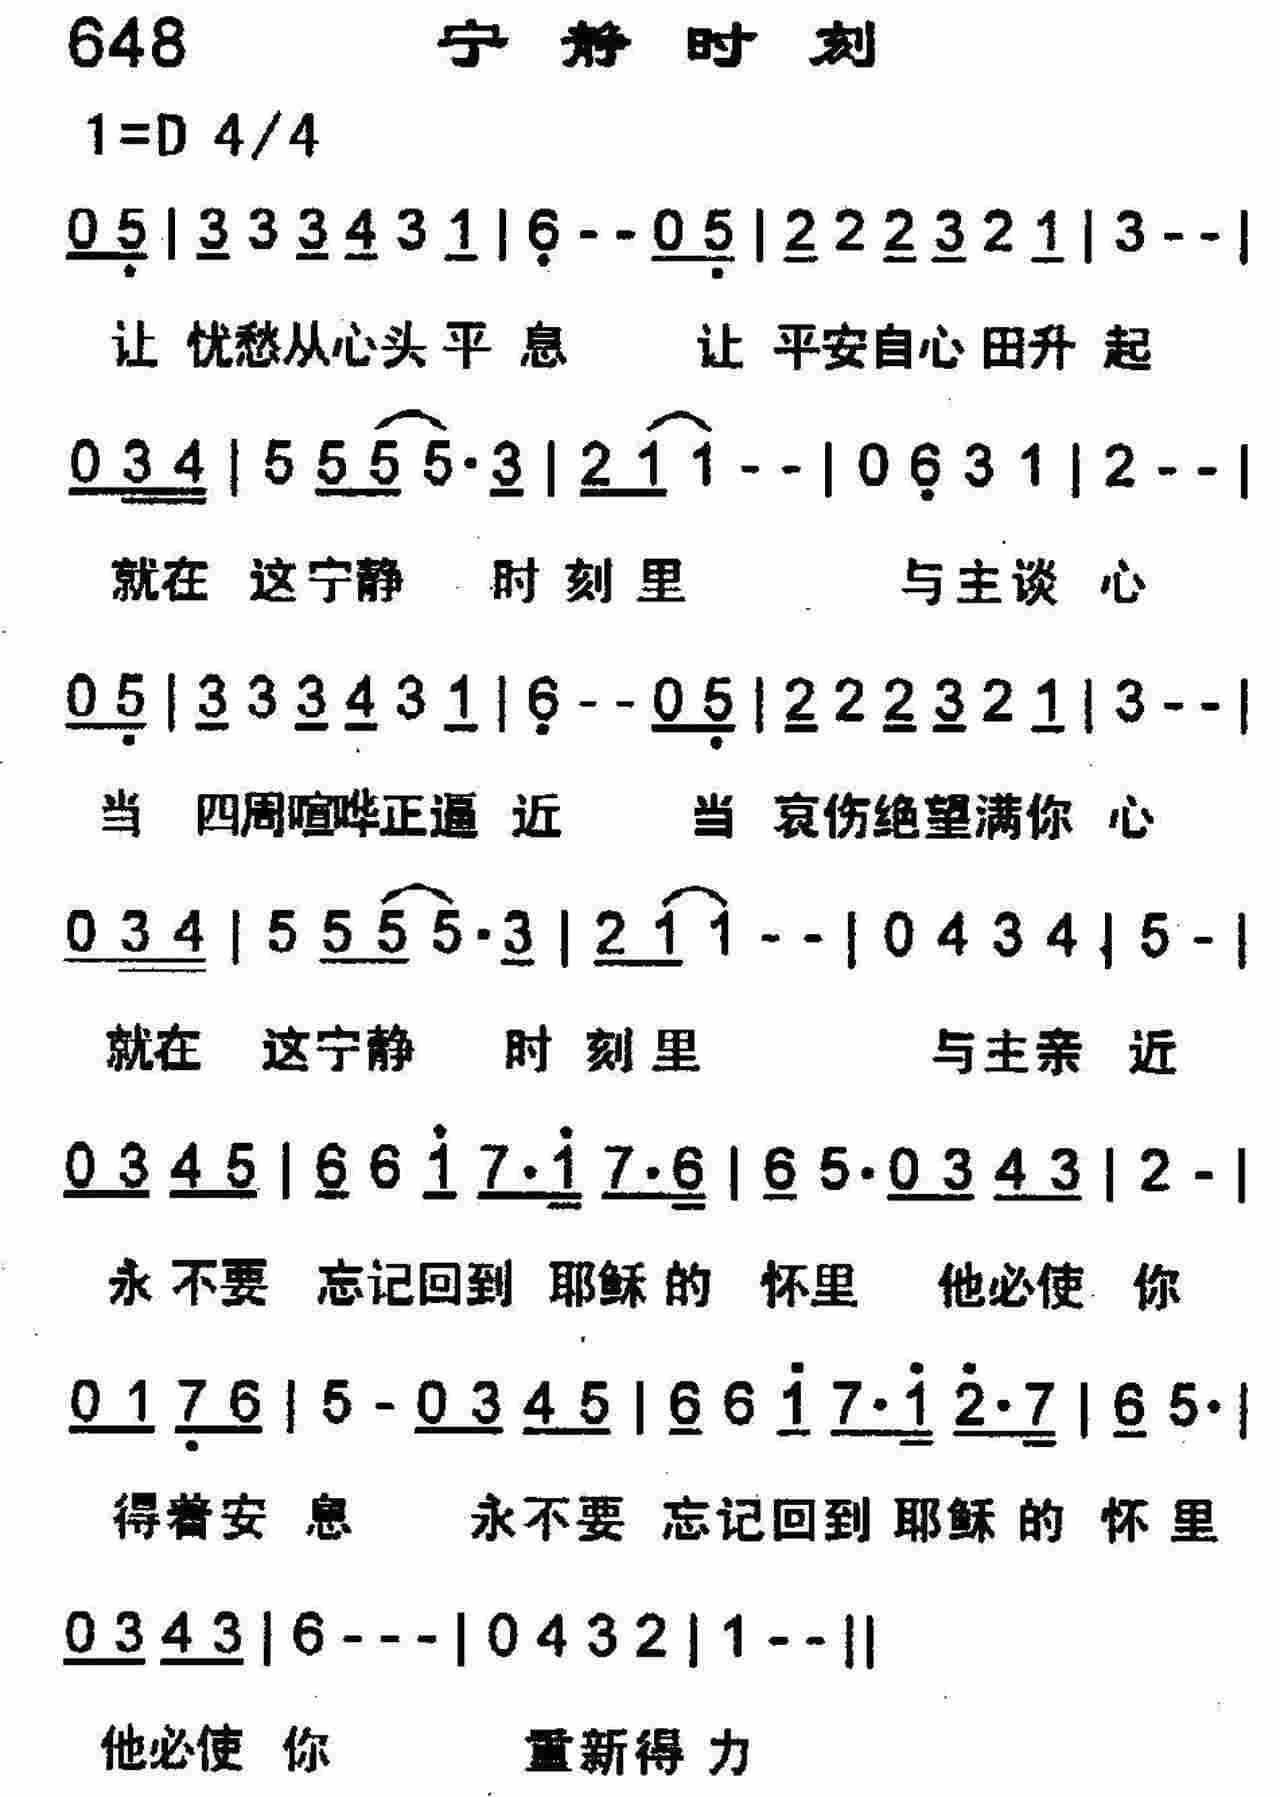 648 宁静时刻
1=D 4/4
0 5 | 3 3 3 4 3 1 | 6 - - 0 5 | 2 2 2 3 2 1 | 3 - - |
让 忧愁从心头平 息 让 平安自心田升 起
0 3 4 | 5 5 5 5 · 3 | 2 1 1 - - | 0 6 3 1 | 2 - - |
就在 这宁静 时刻里 与主谈 心
0 5 | 3 3 3 4 3 1 | 6 - - 0 5 | 2 2 2 3 2 1 | 3 - - |
当 四周喧哗正逼 近 当 哀伤绝望满你 心
0 3 4 | 5 5 5 5 · 3 | 2 1 1 - - | 0 4 3 4 | 5 - |
就在 这宁静 时刻里 与主亲 近
0 3 4 5 | 6 6 1 7 · 1 7 · 6 | 6 5 · 0 3 4 3 | 2 - |
永不要 忘记回到 耶稣的 怀里 他必使 你
0 1 7 6 | 5 - 0 3 4 5 | 6 6 1 7 · 1 2 · 7 | 6 5 · |
得着安 息 永不要 忘记回到 耶稣的 怀里
0 3 4 3 | 6 - - - | 0 4 3 2 | 1 - - ||
他必使 你 重新得 力